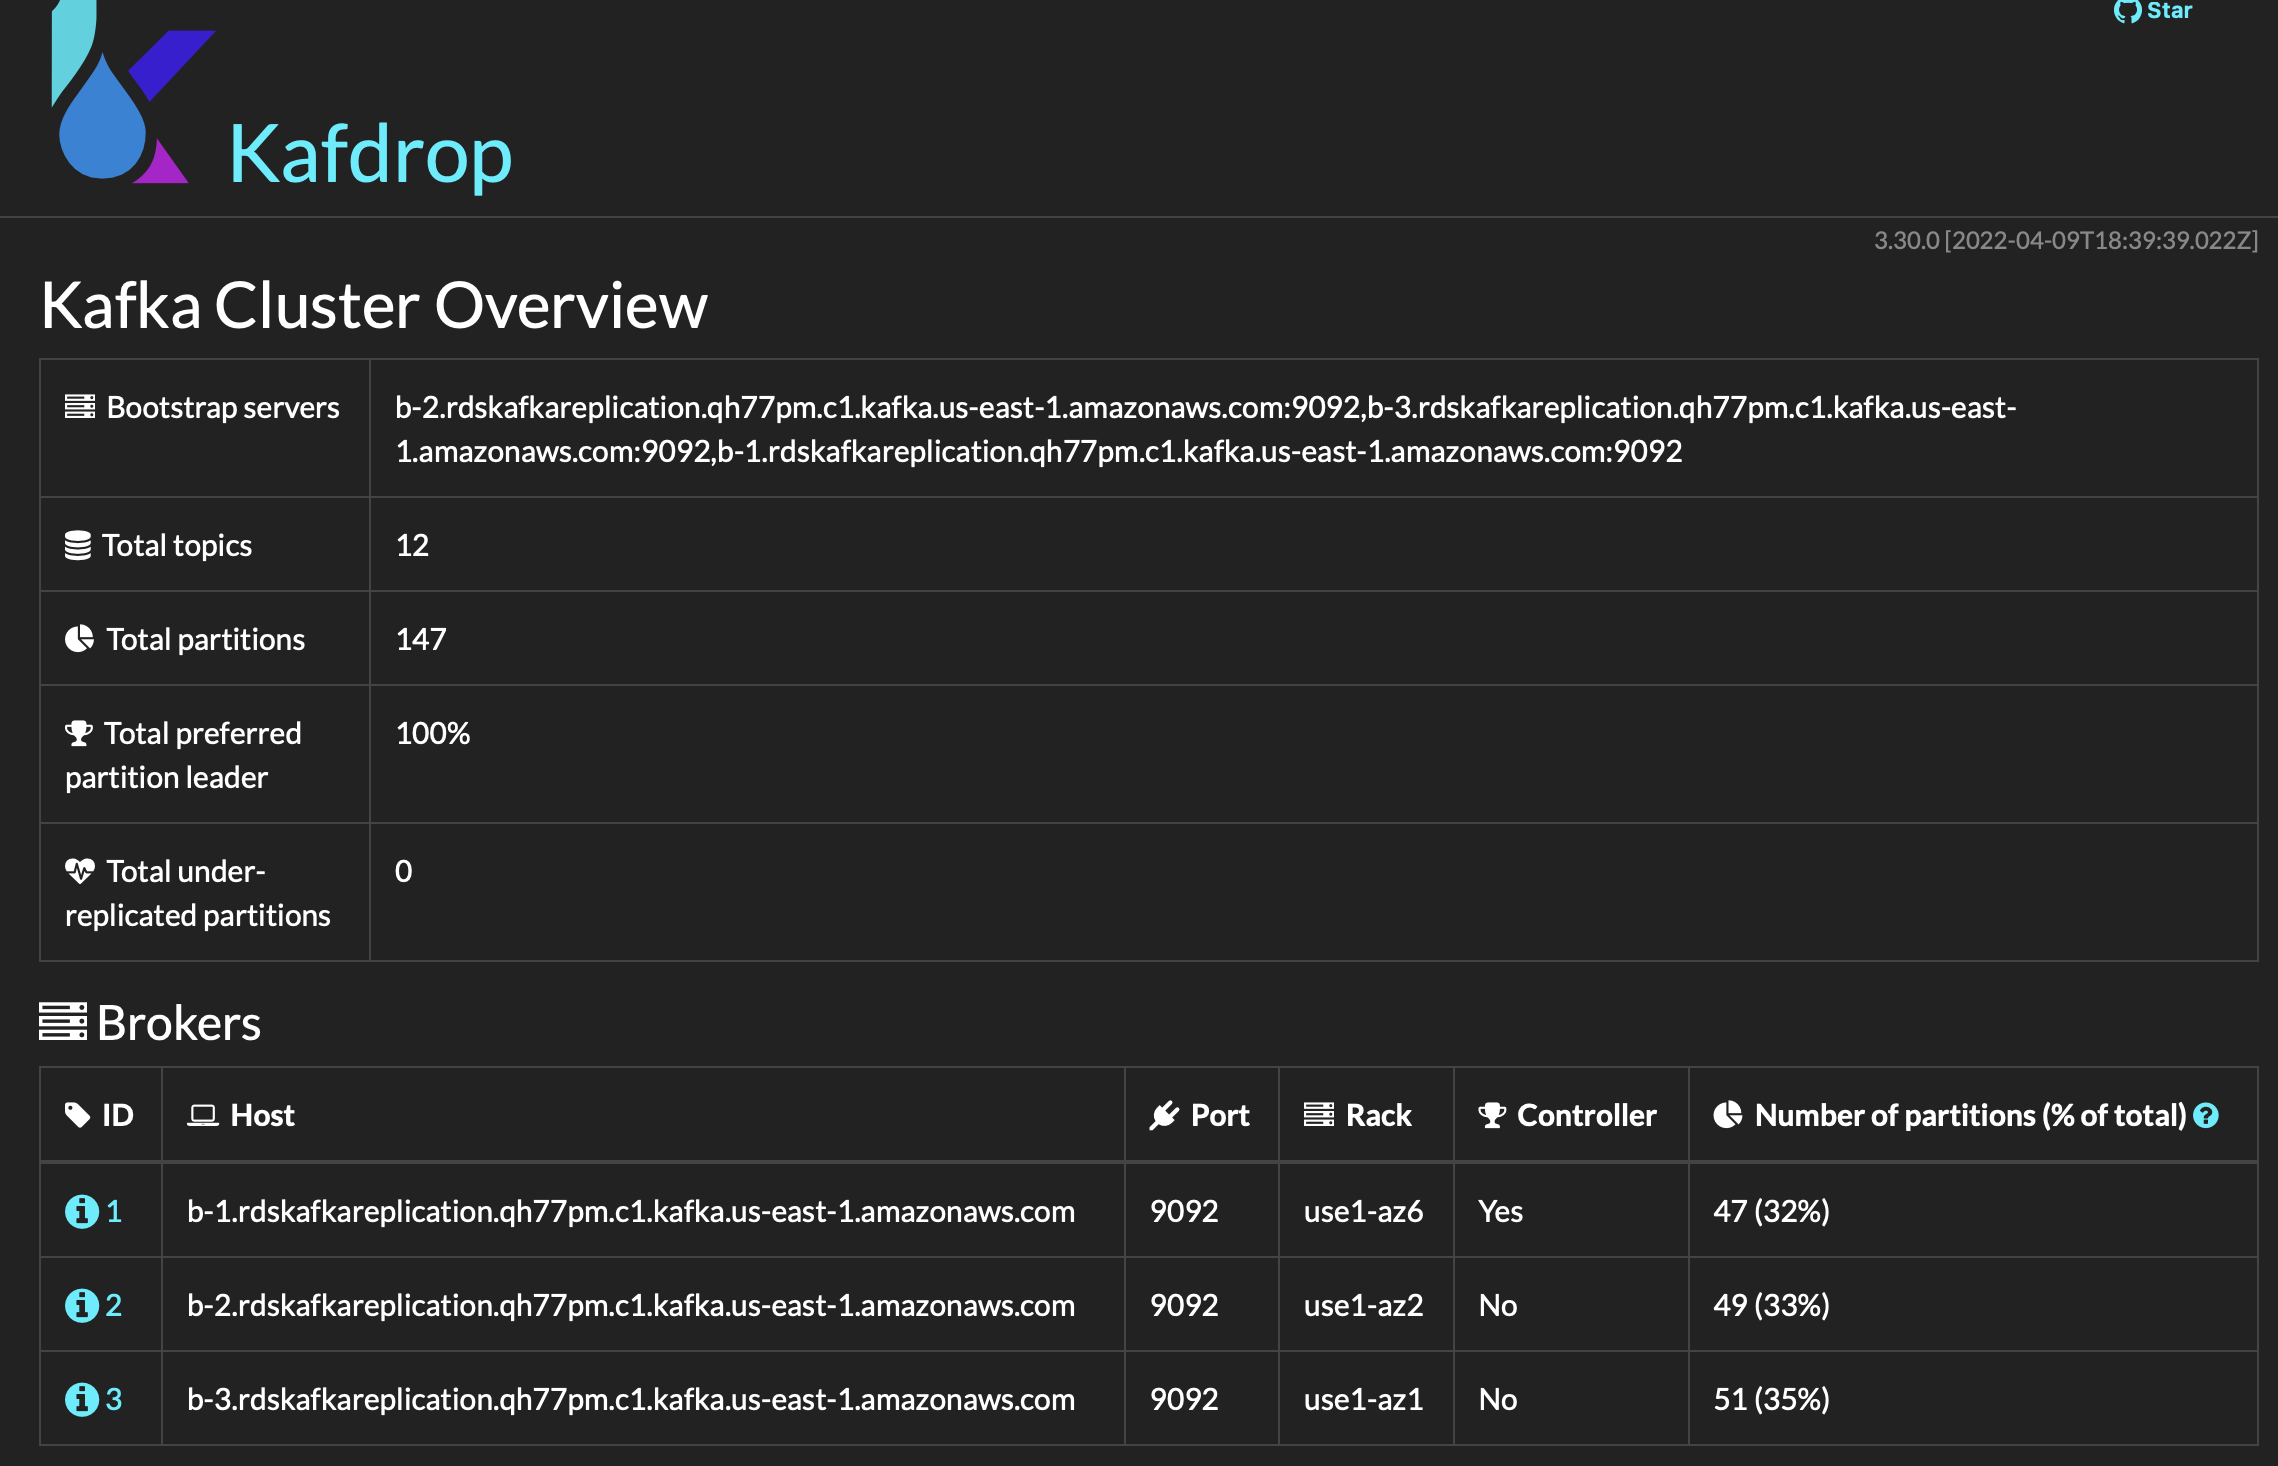 Star
Kafdrop
3.30.0 [2022-04-09T18:39:39.022Z]
Kafka Cluster Overview
Bootstrap servers
b-2.rdskafkareplication.qh77pm.c1.kafka.us-east-1.amazonaws.com:9092,b-3.rdskafkareplication.qh77pm.c1.kafka.us-east-
1.amazonaws.com:9092,b-1.rdskafkareplication.qh77pm.c1.kafka.us-east-1.amazonaws.com:9092
Total topics
12
Total partitions
147
Total preferred
partition leader
100%
Total under-
replicated partitions
0
Brokers
ID Host Port Rack Controller Number of partitions (% of total)
1 b-1.rdskafkareplication.qh77pm.c1.kafka.us-east-1.amazonaws.com 9092 use1-az6 Yes 47 (32%)
2 b-2.rdskafkareplication.qh77pm.c1.kafka.us-east-1.amazonaws.com 9092 use1-az2 No 49 (33%)
3 b-3.rdskafkareplication.qh77pm.c1.kafka.us-east-1.amazonaws.com 9092 use1-az1 No 51 (35%)